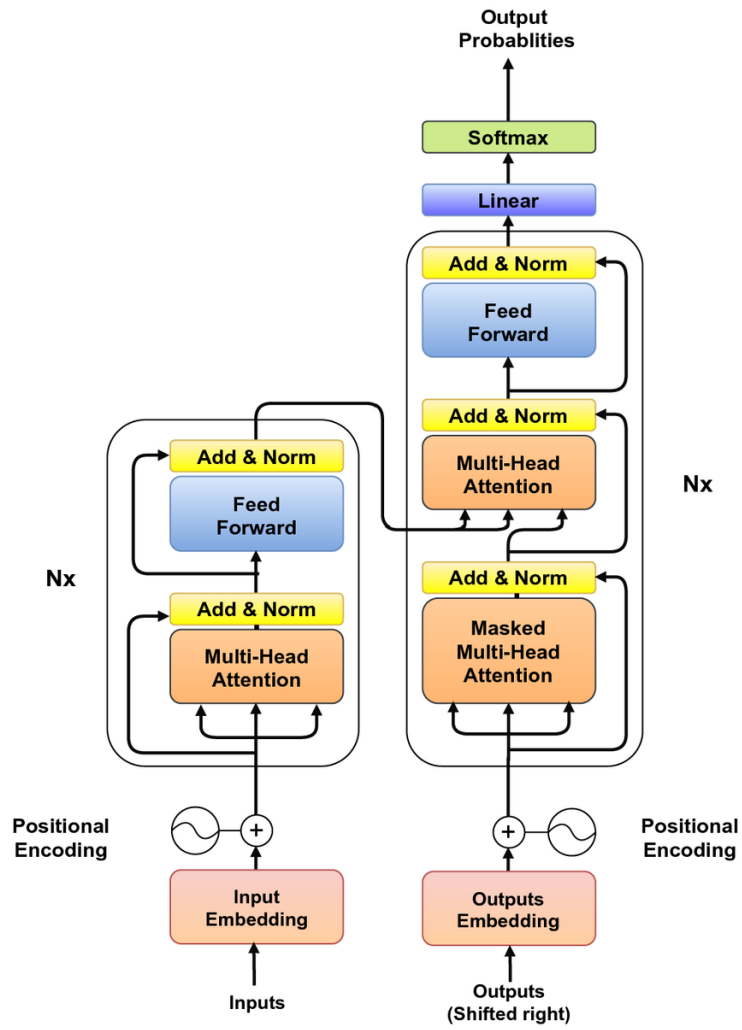 Output
Probablities
Softmax
Linear
Add & Norm
Feed
Forward
Add & Norm
Multi-Head
Attention
Nx
Add & Norm
Masked
Multi-Head
Attention
Add & Norm
Feed
Forward
Nx
Add & Norm
Multi-Head
Attention
Positional
Encoding
+
+
Positional
Encoding
Input
Embedding
Outputs
Embedding
Inputs
Outputs
(Shifted right)